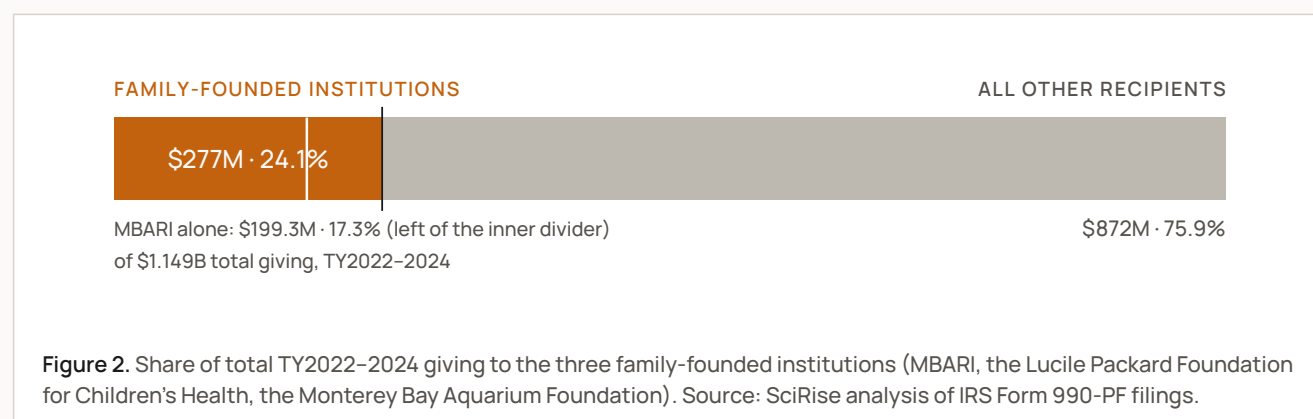 FAMILY-FOUNDED INSTITUTIONS
ALL OTHER RECIPIENTS
$277M · 24.1%
MBARI alone: $199.3M · 17.3% (left of the inner divider)
$872M · 75.9%
of $1.149B total giving, TY2022–2024
Figure 2. Share of total TY2022–2024 giving to the three family-founded institutions (MBARI, the Lucile Packard Foundation
for Children’s Health, the Monterey Bay Aquarium Foundation). Source: SciRise analysis of IRS Form 990-PF filings.